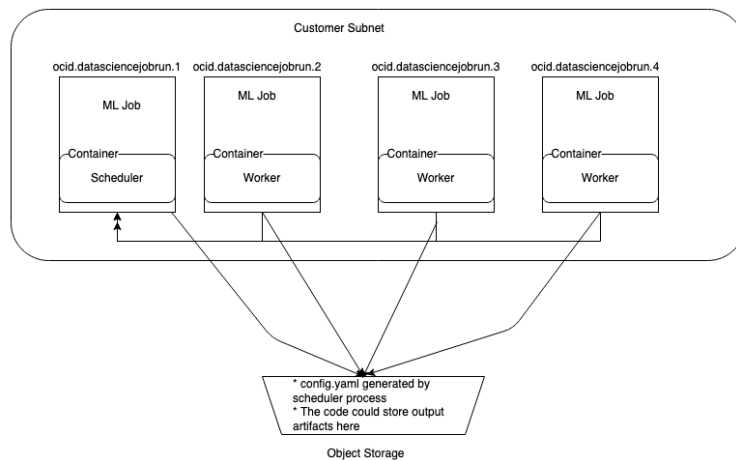 Customer Subnet
ocid.datasciencejobrun.1
ocid.datasciencejobrun.2
ocid.datasciencejobrun.3
ocid.datasciencejobrun.4
ML Job
ML Job
ML Job
ML Job
Container
Container
Container
Container
Scheduler
Worker
Worker
Worker
* config.yaml generated by
scheduler process
* The code could store output
artifacts here
Object Storage